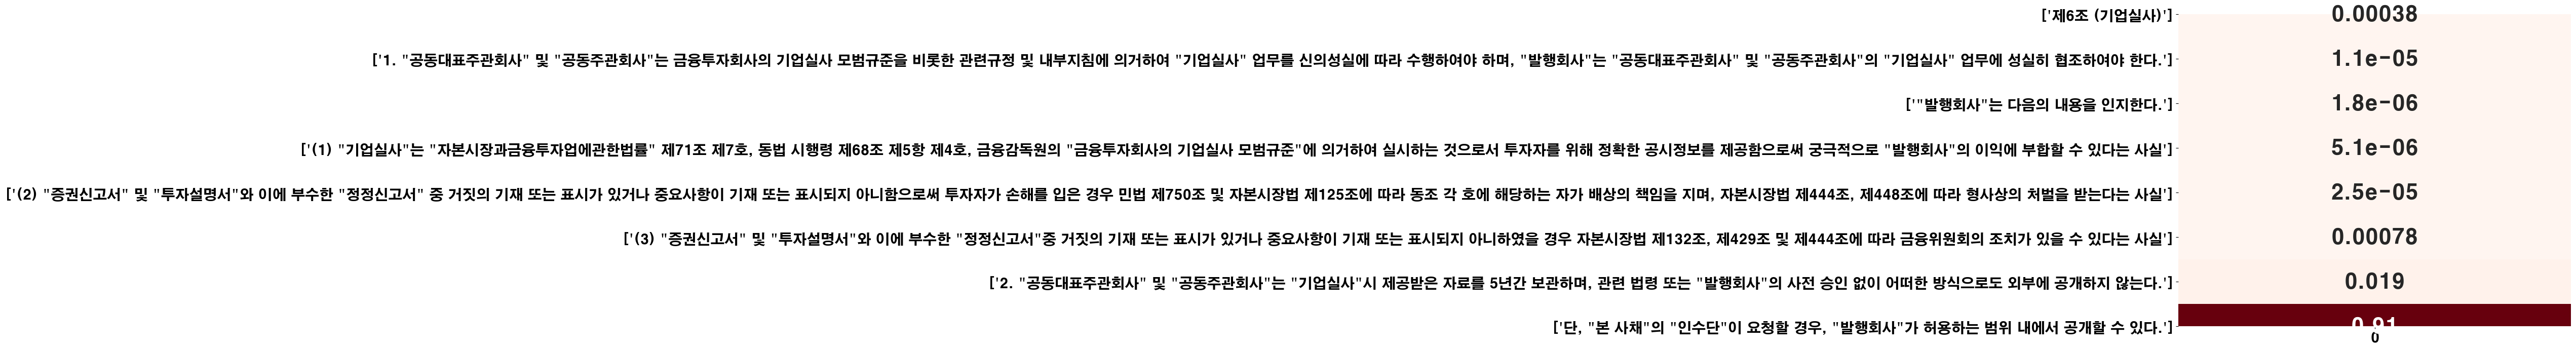 ['제6조 (기업실사)'] 0.00038
['1. "공동대표주관회사" 및 "공동주관회사"는 금융투자회사의 기업실사 모범규준을 비롯한 관련규정 및 내부지침에 의거하여 "기업실사" 업무를 신의성실에 따라 수행하여야 하며, "발행회사"는 "공동대표주관회사" 및 "공동주관회사"의 "기업실사" 업무에 성실히 협조하여야 한다.'] 1.1e-05
['"발행회사"는 다음의 내용을 인지한다.'] 1.8e-06
['(1) "기업실사"는 "자본시장과금융투자업에관한법률" 제71조 제7호, 동법 시행령 제68조 제5항 제4호, 금융감독원의 "금융투자회사의 기업실사 모범규준"에 의거하여 실시하는 것으로서 투자자를 위해 정확한 공시정보를 제공함으로써 궁극적으로 "발행회사"의 이익에 부합할 수 있다는 사실'] 5.1e-06
['(2) "증권신고서" 및 "투자설명서"와 이에 부수한 "정정신고서" 중 거짓의 기재 또는 표시가 있거나 중요사항이 기재 또는 표시되지 아니함으로써 투자자가 손해를 입은 경우 민법 제750조 및 자본시장법 제125조에 따라 동조 각 호에 해당하는 자가 배상의 책임을 지며, 자본시장법 제444조, 제448조에 따라 형사상의 처벌을 받는다는 사실'] 2.5e-05
['(3) "증권신고서" 및 "투자설명서"와 이에 부수한 "정정신고서"중 거짓의 기재 또는 표시가 있거나 중요사항이 기재 또는 표시되지 아니하였을 경우 자본시장법 제132조, 제429조 및 제444조에 따라 금융위원회의 조치가 있을 수 있다는 사실'] 0.00078
['2. "공동대표주관회사" 및 "공동주관회사"는 "기업실사"시 제공받은 자료를 5년간 보관하며, 관련 법령 또는 "발행회사"의 사전 승인 없이 어떠한 방식으로도 외부에 공개하지 않는다.'] 0.019
['단, "본 사채"의 "인수단"이 요청할 경우, "발행회사"가 허용하는 범위 내에서 공개할 수 있다.'] 0.91
0